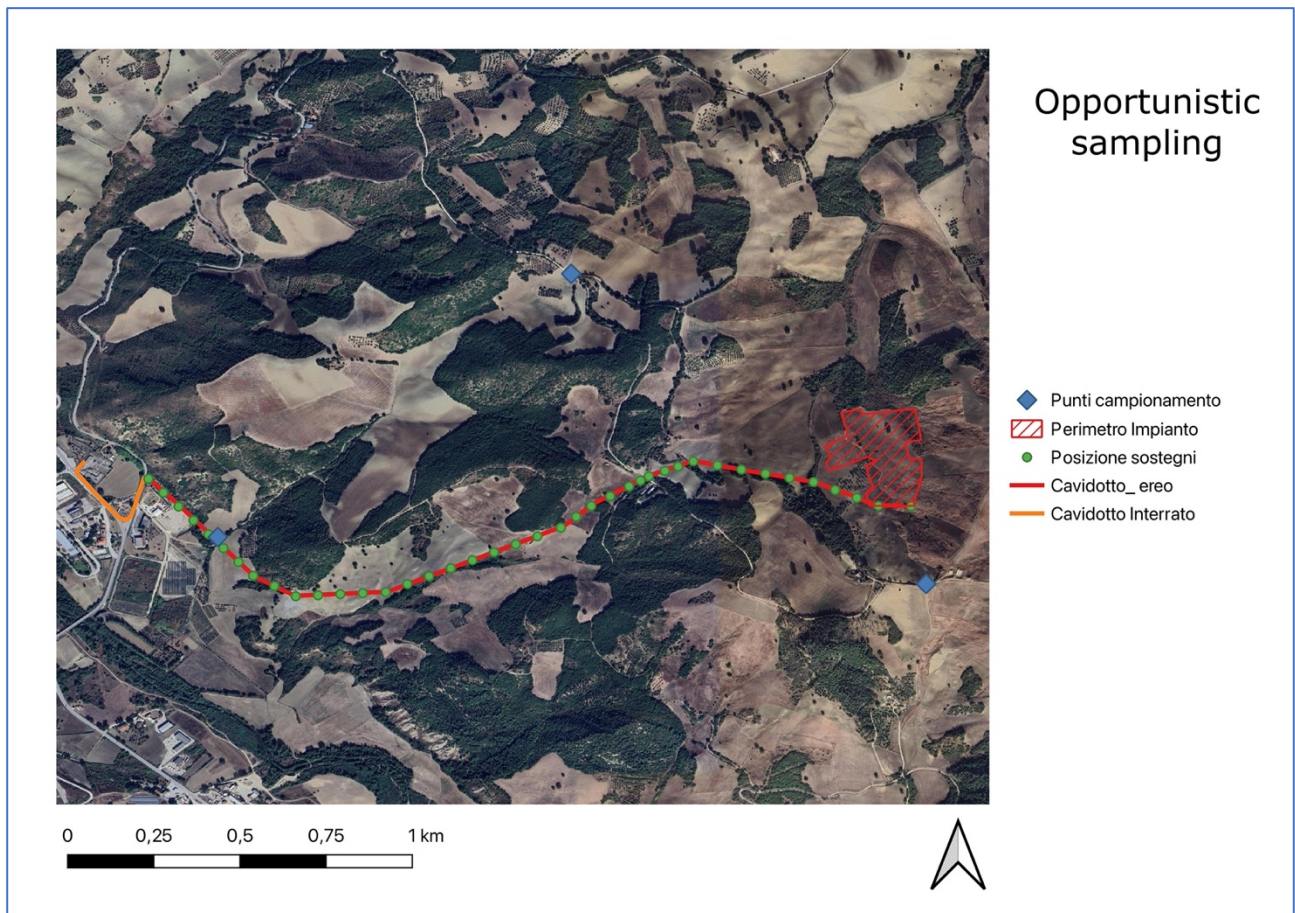 Opportunistic
sampling
Punti campionamento
Perimetro Impianto
Posizione sostegni
Cavidotto_ ereo
Cavidotto Interrato
0 0,25 0,5 0,75 1 km